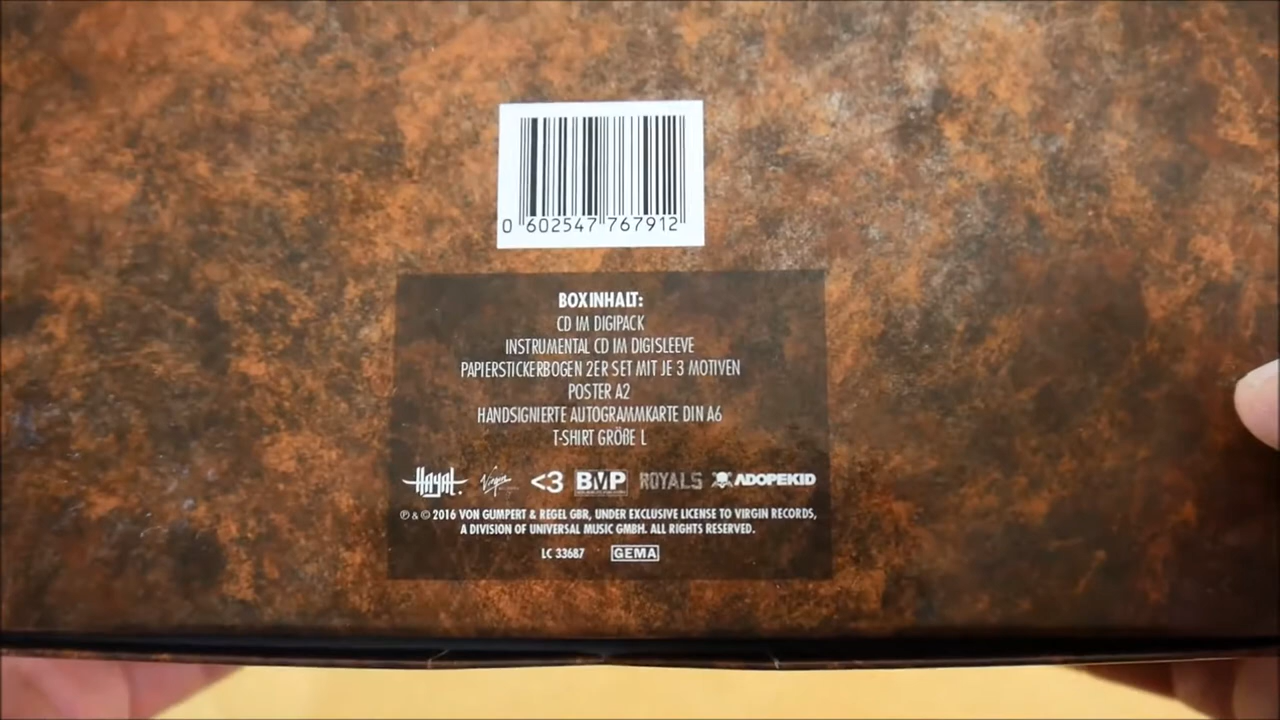 0 602547 767912
BOXINHALT:
CD IM DIGIPACK
INSTRUMENTAL CD IM DIGISLEEVE
PAPIERSTICKERBOGEN 2ER SET MIT JE 3 MOTIVEN
POSTER A2
HANDSIGNIERTE AUTOGRAMMKARTE DIN A6
T-SHIRT GRÖßE L
HAYAT. Virgin <3 BMP ROYALS ADOPEKID
℗ & © 2016 VON GUMPERT & REGEL GBR, UNDER EXCLUSIVE LICENSE TO VIRGIN RECORDS,
A DIVISION OF UNIVERSAL MUSIC GMBH. ALL RIGHTS RESERVED.
LC 33687 GEMA